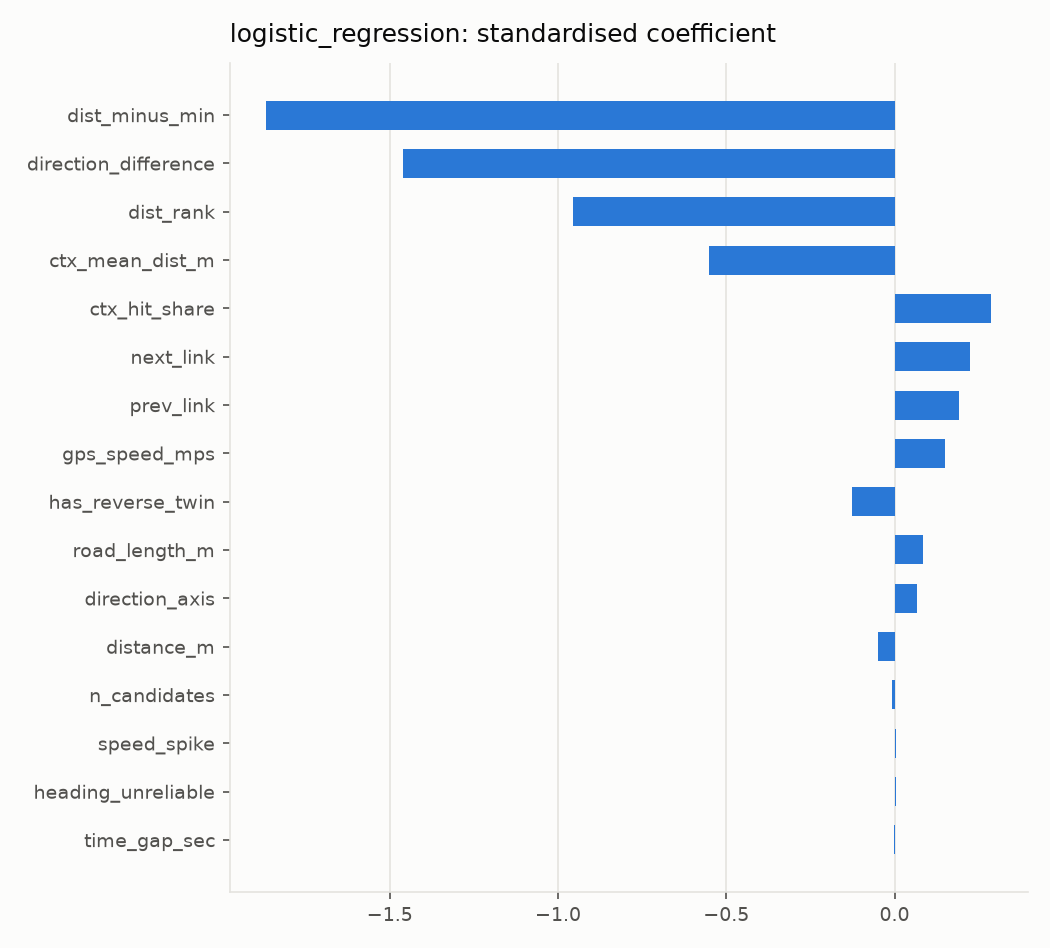 logistic_regression: standardised coefficient
dist_minus_min
direction_difference
dist_rank
ctx_mean_dist_m
ctx_hit_share
next_link
prev_link
gps_speed_mps
has_reverse_twin
road_length_m
direction_axis
distance_m
n_candidates
speed_spike
heading_unreliable
time_gap_sec
−1.5 −1.0 −0.5 0.0